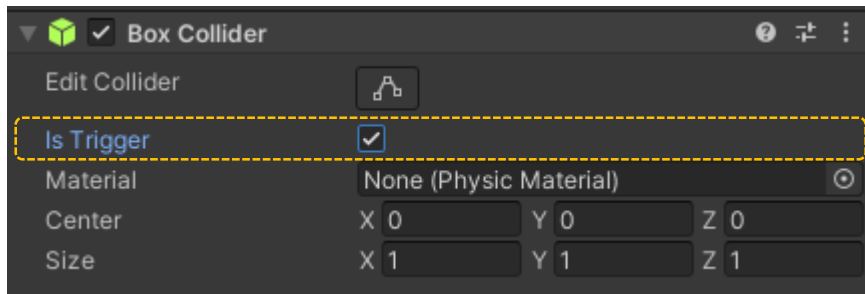 Box Collider
Edit Collider
Is Trigger
Material None (Physic Material)
Center X 0 Y 0 Z 0
Size X 1 Y 1 Z 1